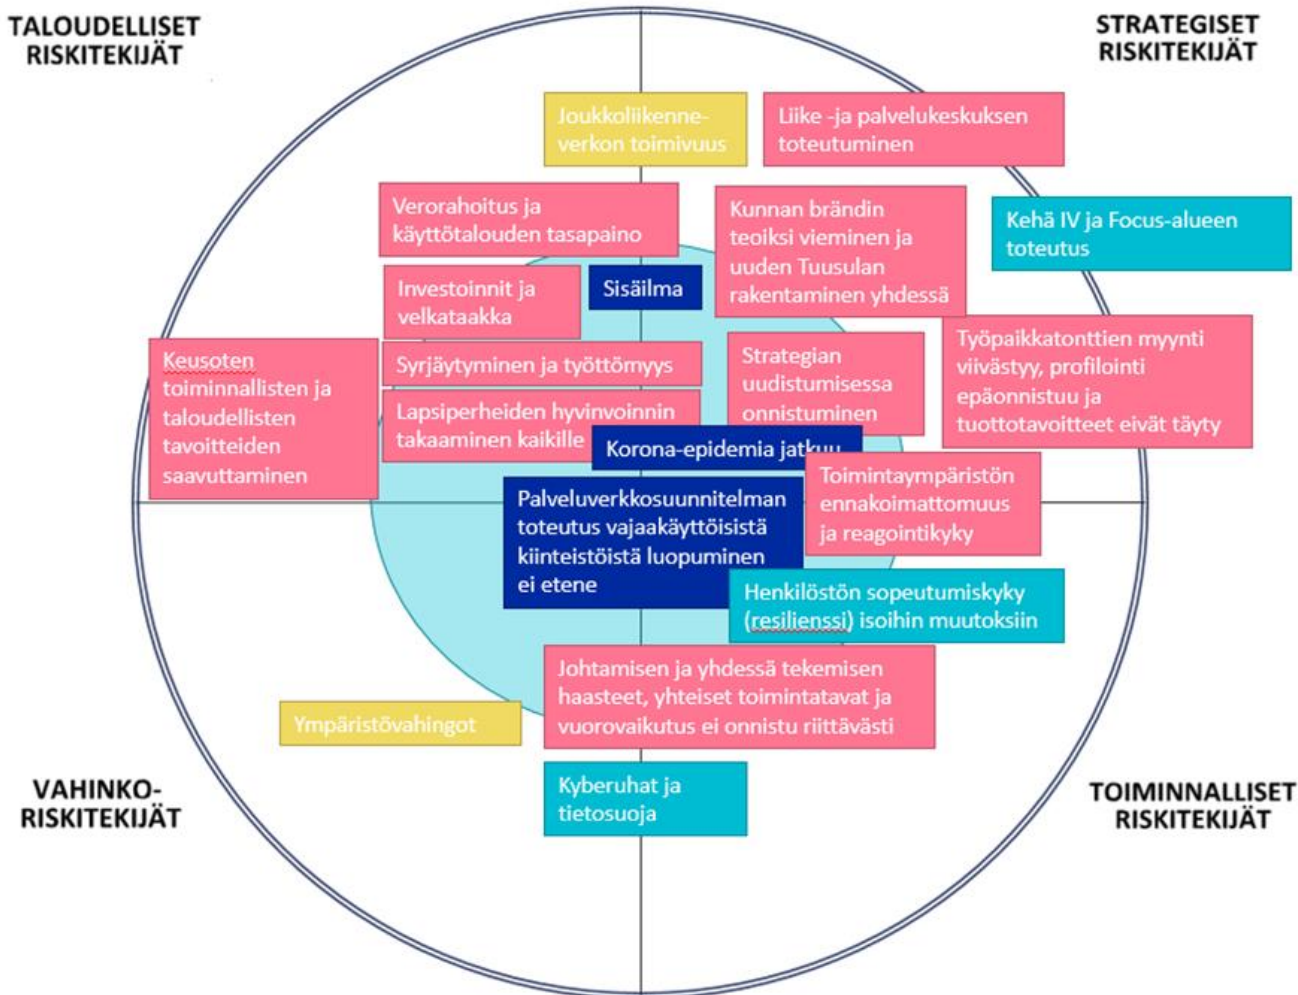 TALOUDELLISET
RISKITEKIJÄT
STRATEGISET
RISKITEKIJÄT
Joukkoliikenne-
verkon toimivuus
Liike -ja palvelukeskuksen
toteutuminen
Verorahoitus ja
käyttötalouden tasapaino
Kunnan brändin
teoiksi vieminen ja
uuden Tuusulan
rakentaminen yhdessä
Kehä IV ja Focus-alueen
toteutus
Investoinnit ja
velkataakka
Sisäilma
Työpaikkatonttien myynti
viivästyy, profilointi
epäonnistuu ja
tuottotavoitteet eivät täyty
Keusoten
toiminnallisten ja
taloudellisten
tavoitteiden
saavuttaminen
Syrjäytyminen ja työttömyys
Strategian
uudistumisessa
onnistuminen
Lapsiperheiden hyvinvoinnin
takaaminen kaikille
Korona-epidemia jatkuu
Toimintaympäristön
ennakoimattomuus
ja reagointikyky
Palveluverkkosuunnitelman
toteutus vajaakäyttöisistä
kiinteistöistä luopuminen
ei etene
Henkilöstön sopeutumiskyky
(resilienssi) isoihin muutoksiin
Johtamisen ja yhdessä tekemisen
haasteet, yhteiset toimintatavat ja
vuorovaikutus ei onnistu riittävästi
Ympäristövahingot
Kyberuhat ja
tietosuoja
VAHINKO-
RISKITEKIJÄT
TOIMINNALLISET
RISKITEKIJÄT